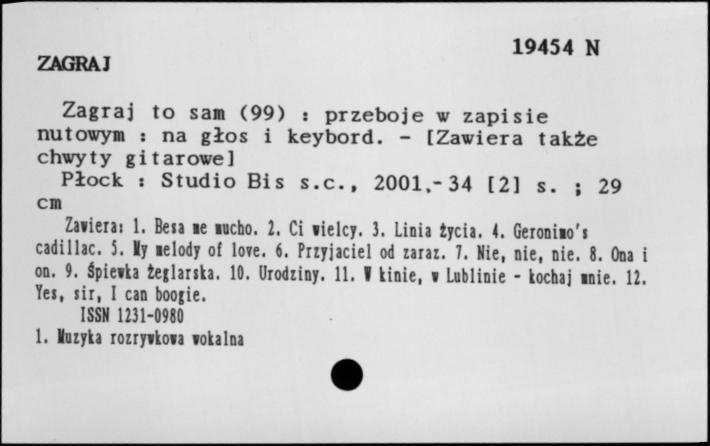 19454 N
ZAGRAJ
Zagraj to sam (99) : przeboje w zapisie
nutowym : na głos i keybord. - [Zawiera także
chwyty gitarowe]
Płock : Studio Bis s.c., 2001.- 34 [2] s. ; 29
cm
Zawiera: 1. Besa me mucho. 2. Ci wielcy. 3. Linia życia. 4. Geronimo's
cadillac. 5. My melody of love. 6. Przyjaciel od zaraz. 7. Nie, nie, nie. 8. Ona i
on. 9. Śpiewka żeglarska. 10. Urodziny. 11. W kinie, w Lublinie - kochaj mnie. 12.
Yes, sir, I can boogie.
ISSN 1231-0980
1. Muzyka rozrywkowa wokalna